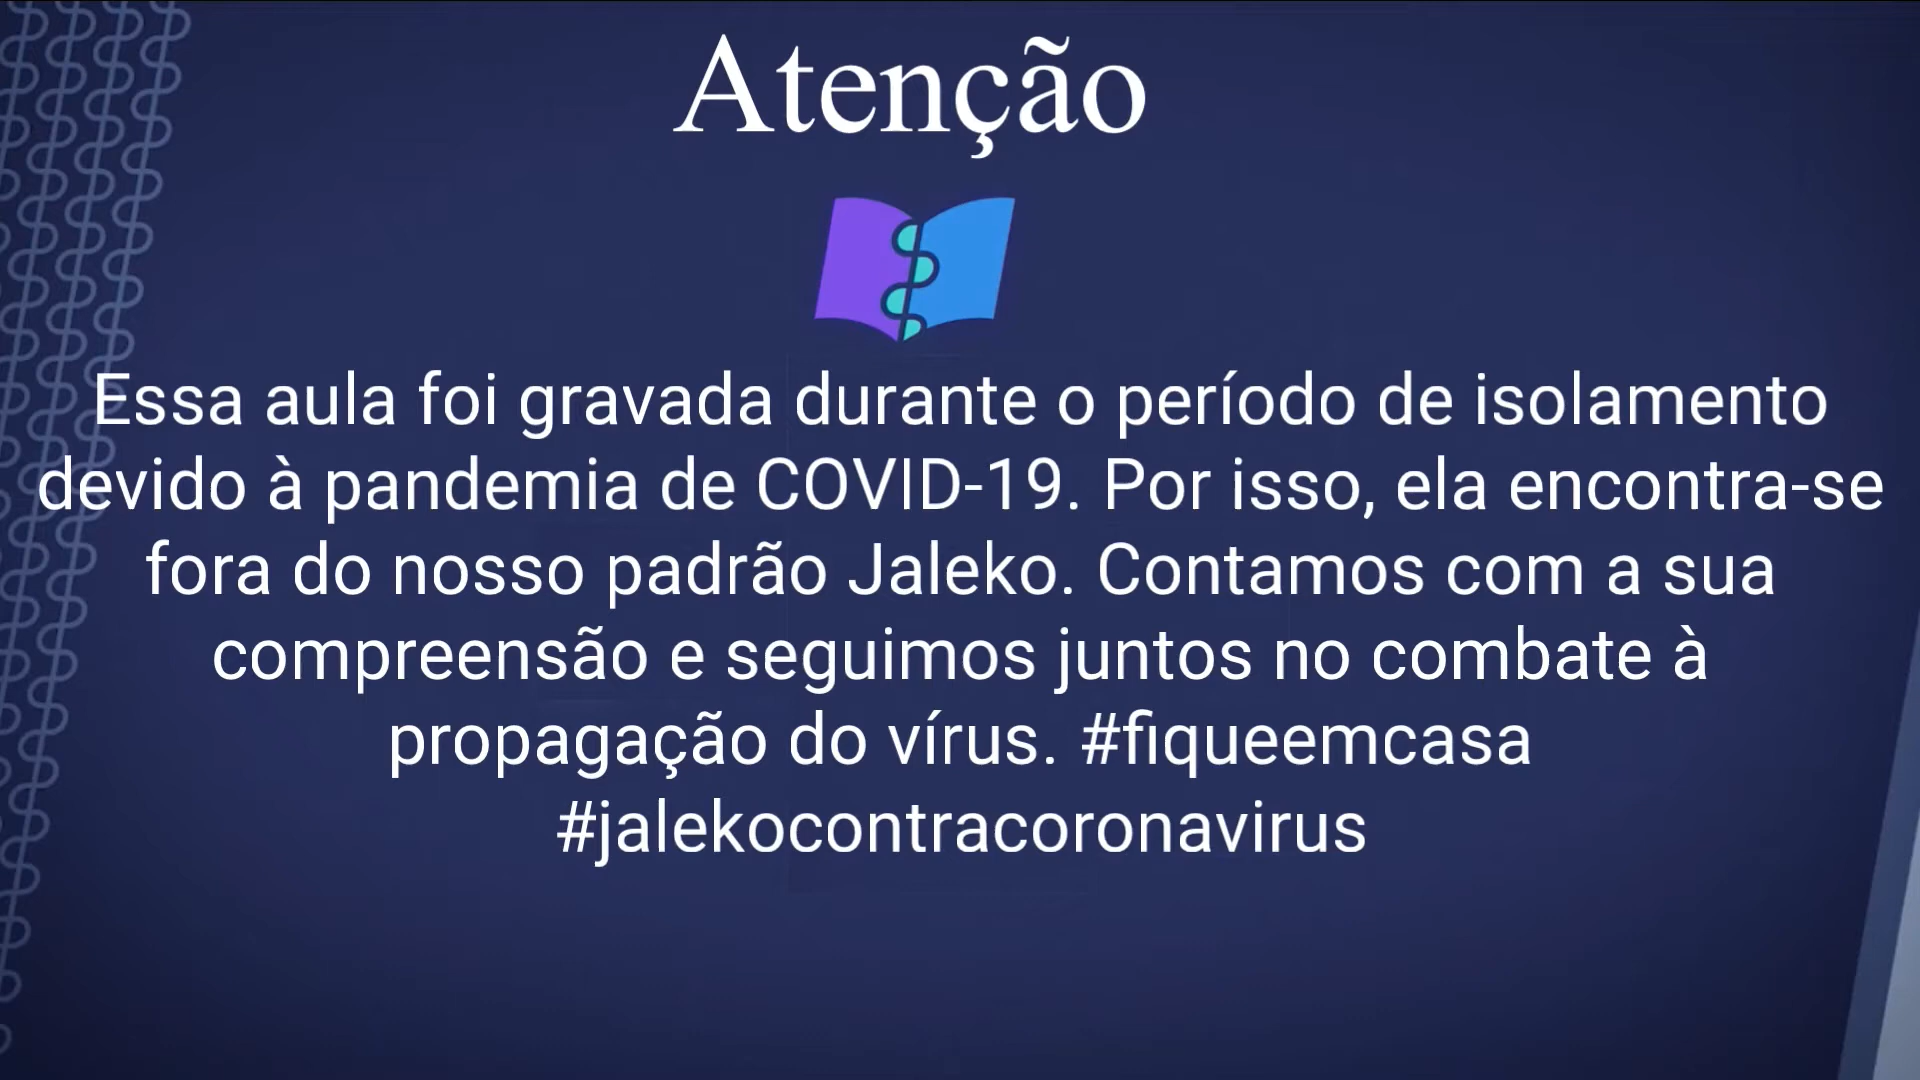 Atenção
Essa aula foi gravada durante o período de isolamento
devido à pandemia de COVID-19. Por isso, ela encontra-se
fora do nosso padrão Jaleko. Contamos com a sua
compreensão e seguimos juntos no combate à
propagação do vírus. #fiqueemcasa
#jalekocontracoronavirus